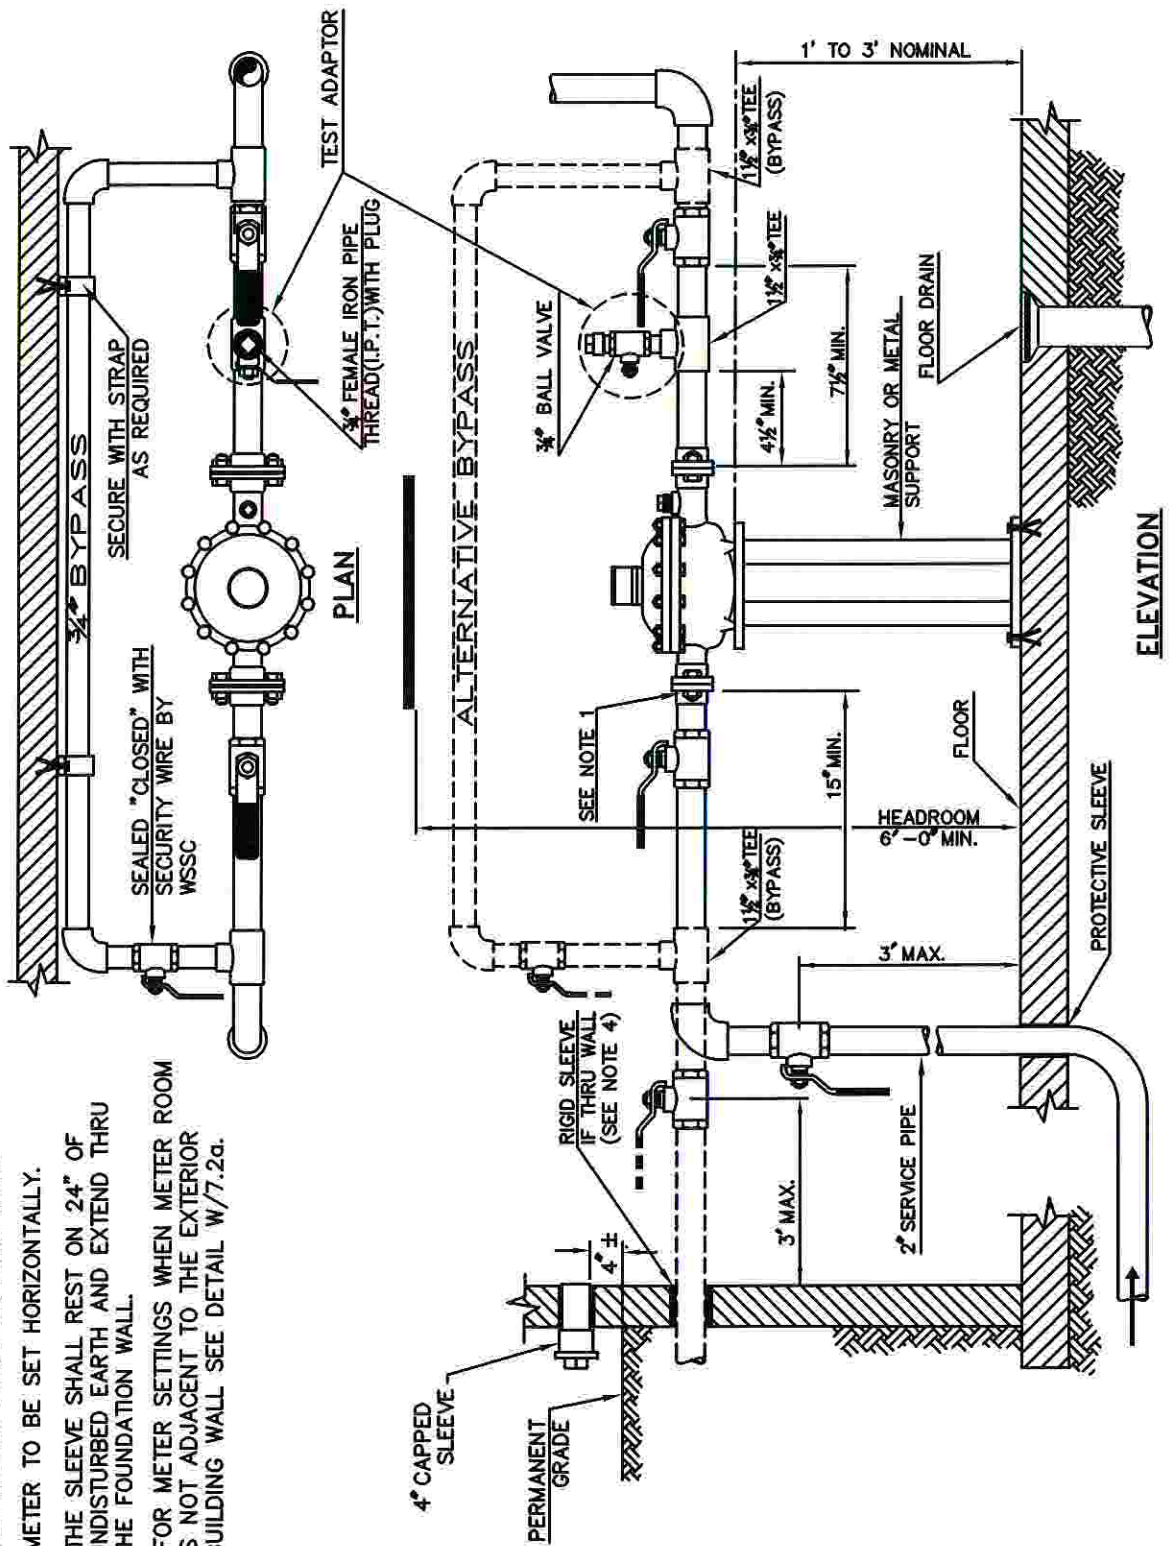 METER TO BE SET HORIZONTALLY.
THE SLEEVE SHALL REST ON 24" OF
NDISTURBED EARTH AND EXTEND THRU
HE FOUNDATION WALL.
FOR METER SETTINGS WHEN METER ROOM
S NOT ADJACENT TO THE EXTERIOR
BUILDING WALL SEE DETAIL W/7.2a.
¾" BYPASS
SECURE WITH STRAP
AS REQUIRED
SEALED "CLOSED" WITH
SECURITY WIRE BY
WSSC
TEST ADAPTOR
¾" FEMALE IRON PIPE
THREAD(I.P.T.)WITH PLUG
PLAN
ALTERNATIVE BYPASS
¾" BALL VALVE
1' TO 3' NOMINAL
1½" x¾"TEE
(BYPASS)
1½" x¾"TEE
7½" MIN.
4½" MIN.
SEE NOTE 1
15" MIN.
HEADROOM
6'-0" MIN.
1½" x¾"TEE
(BYPASS)
3' MAX.
RIGID SLEEVE
IF THRU WALL
(SEE NOTE 4)
3' MAX.
4" ±
4" CAPPED
SLEEVE
PERMANENT
GRADE
2" SERVICE PIPE
MASONRY OR METAL
SUPPORT
FLOOR DRAIN
FLOOR
PROTECTIVE SLEEVE
ELEVATION